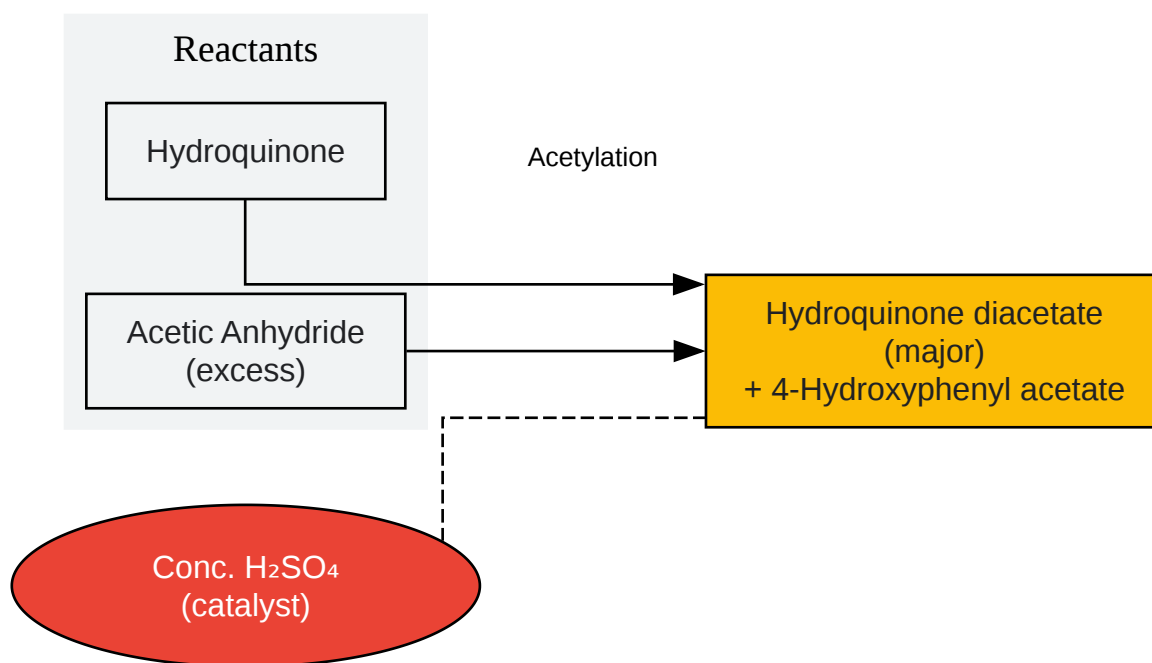 Reactants
Hydroquinone
Acetylation
Acetic Anhydride
(excess)
Hydroquinone diacetate
(major)
+ 4-Hydroxyphenyl acetate
Conc. H₂SO₄
(catalyst)